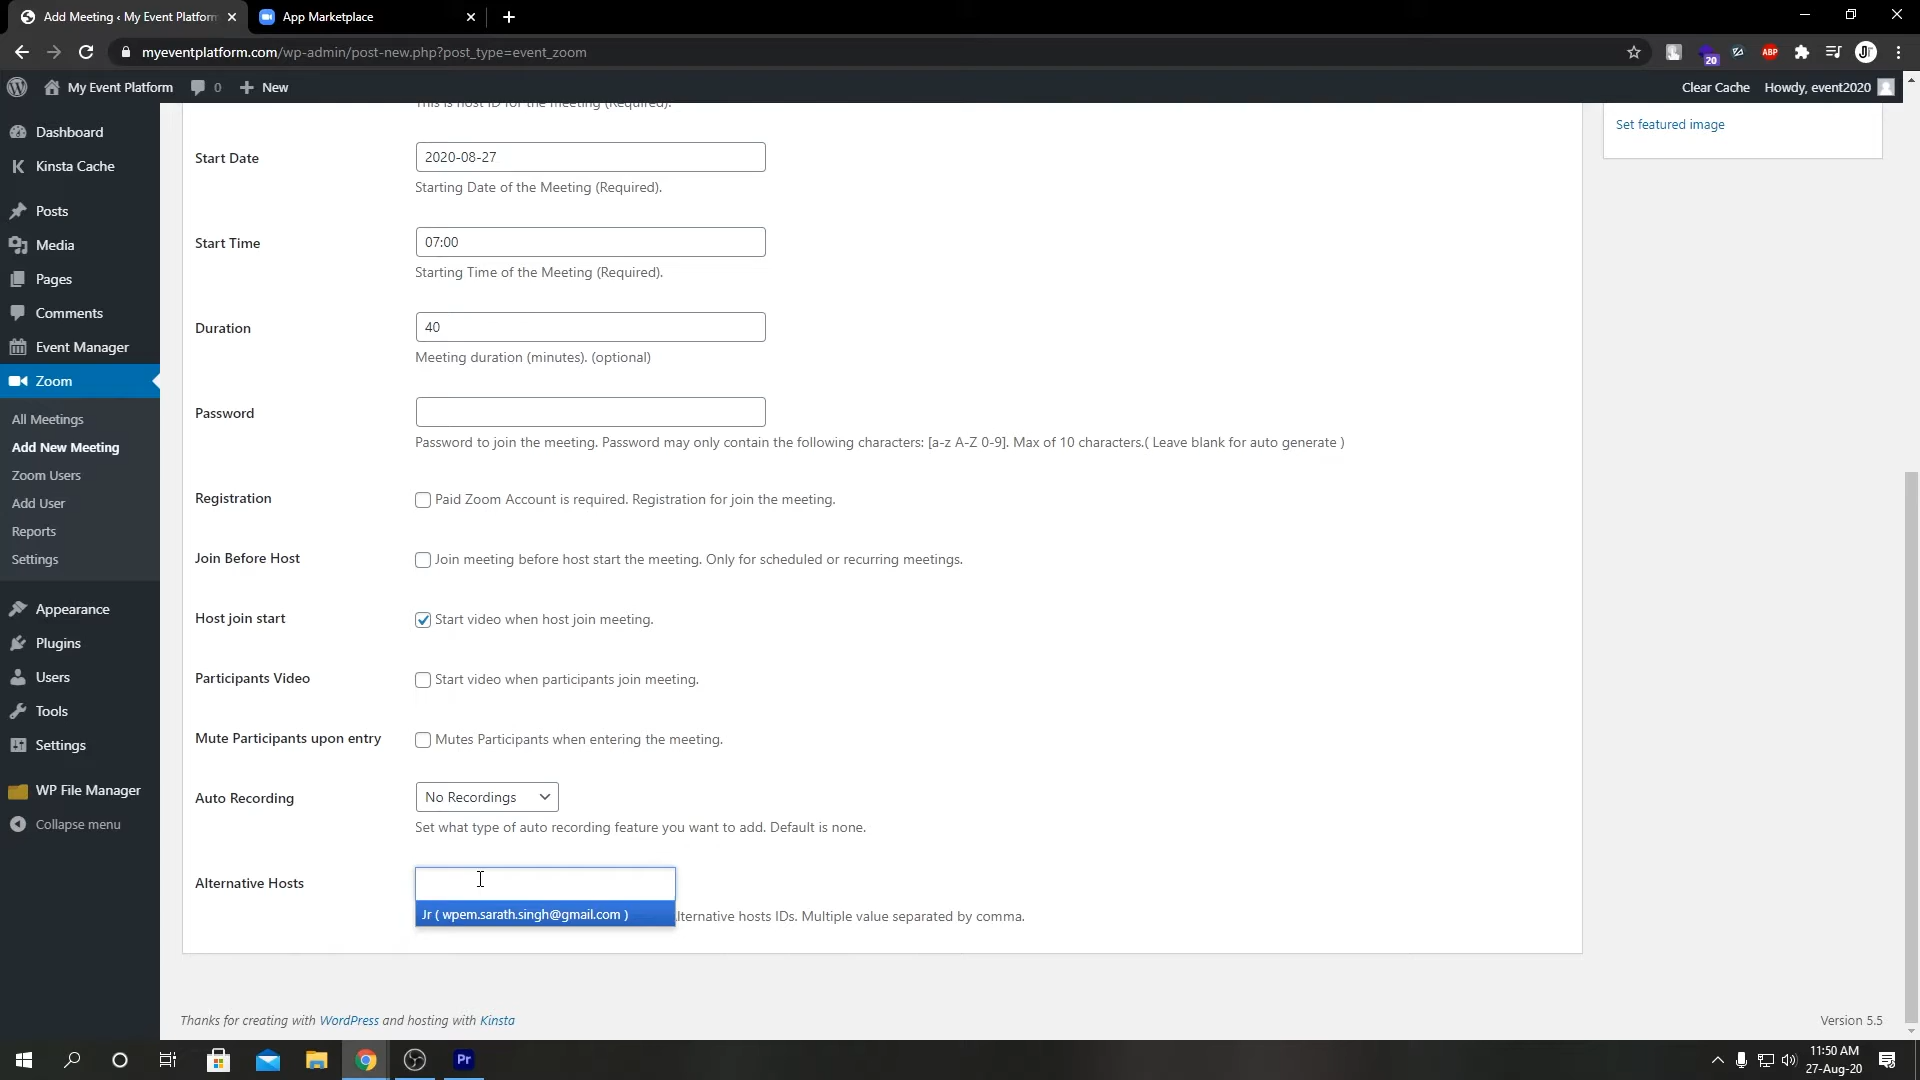 Add Meeting ‹ My Event Platform
App Marketplace
myeventplatform.com/wp-admin/post-new.php?post_type=event_zoom
20
ABP
My Event Platform
0
New
Clear Cache
Howdy, event2020
This is host ID for the meeting (Required).
Set featured image
Dashboard
Kinsta Cache
Posts
Media
Pages
Comments
Event Manager
Zoom
All Meetings
Add New Meeting
Zoom Users
Add User
Reports
Settings
Appearance
Plugins
Users
Tools
Settings
WP File Manager
Collapse menu
Start Date
2020-08-27
Starting Date of the Meeting (Required).
Start Time
07:00
Starting Time of the Meeting (Required).
Duration
40
Meeting duration (minutes). (optional)
Password
Password to join the meeting. Password may only contain the following characters: [a-z A-Z 0-9]. Max of 10 characters.( Leave blank for auto generate )
Registration
Paid Zoom Account is required. Registration for join the meeting.
Join Before Host
Join meeting before host start the meeting. Only for scheduled or recurring meetings.
Host join start
Start video when host join meeting.
Participants Video
Start video when participants join meeting.
Mute Participants upon entry
Mutes Participants when entering the meeting.
Auto Recording
No Recordings
Set what type of auto recording feature you want to add. Default is none.
Alternative Hosts
Jr ( wpem.sarath.singh@gmail.com )
lternative hosts IDs. Multiple value separated by comma.
Thanks for creating with WordPress and hosting with Kinsta
Version 5.5
Pr
11:50 AM
27-Aug-20